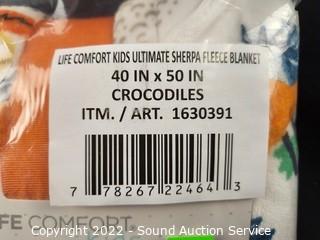 LIFE COMFORT KIDS ULTIMATE SHERPA FLEECE BLANKET
40 IN x 50 IN
CROCODILES
ITM. / ART. 1630391
7 78267 22464 3
FE COMFORT
Copyright 2022 - Sound Auction Service